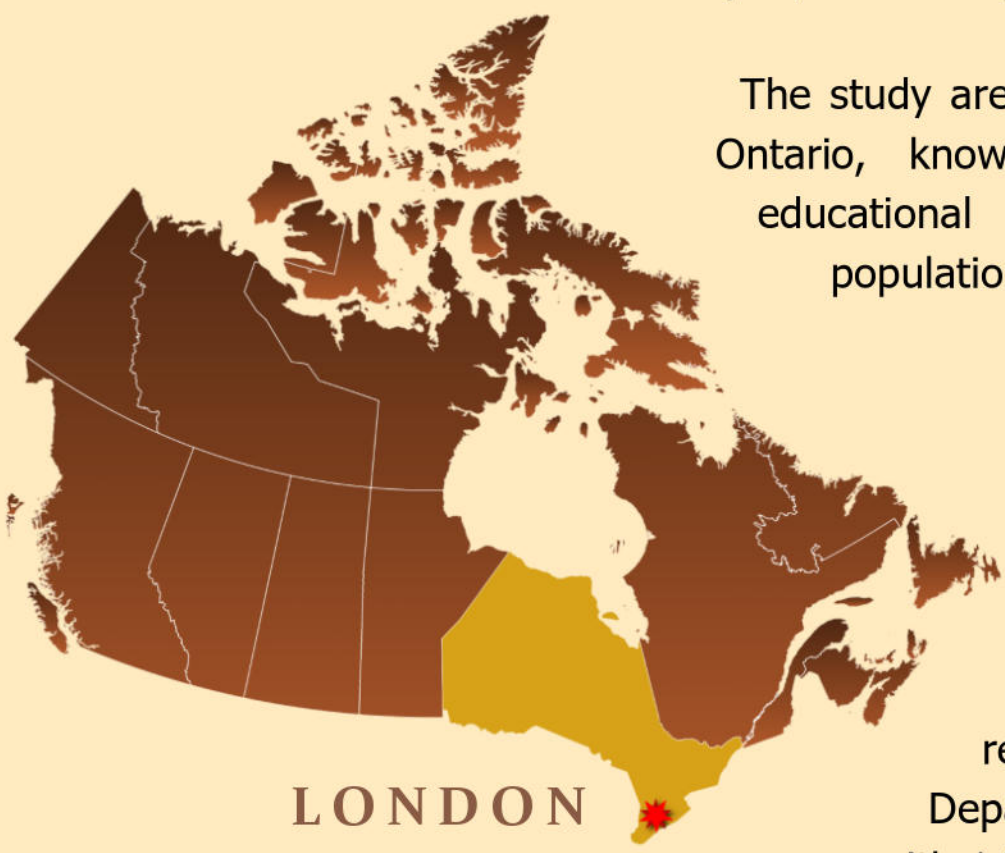 The study are
Ontario, know
educational
populatio
re
LONDON
Depa